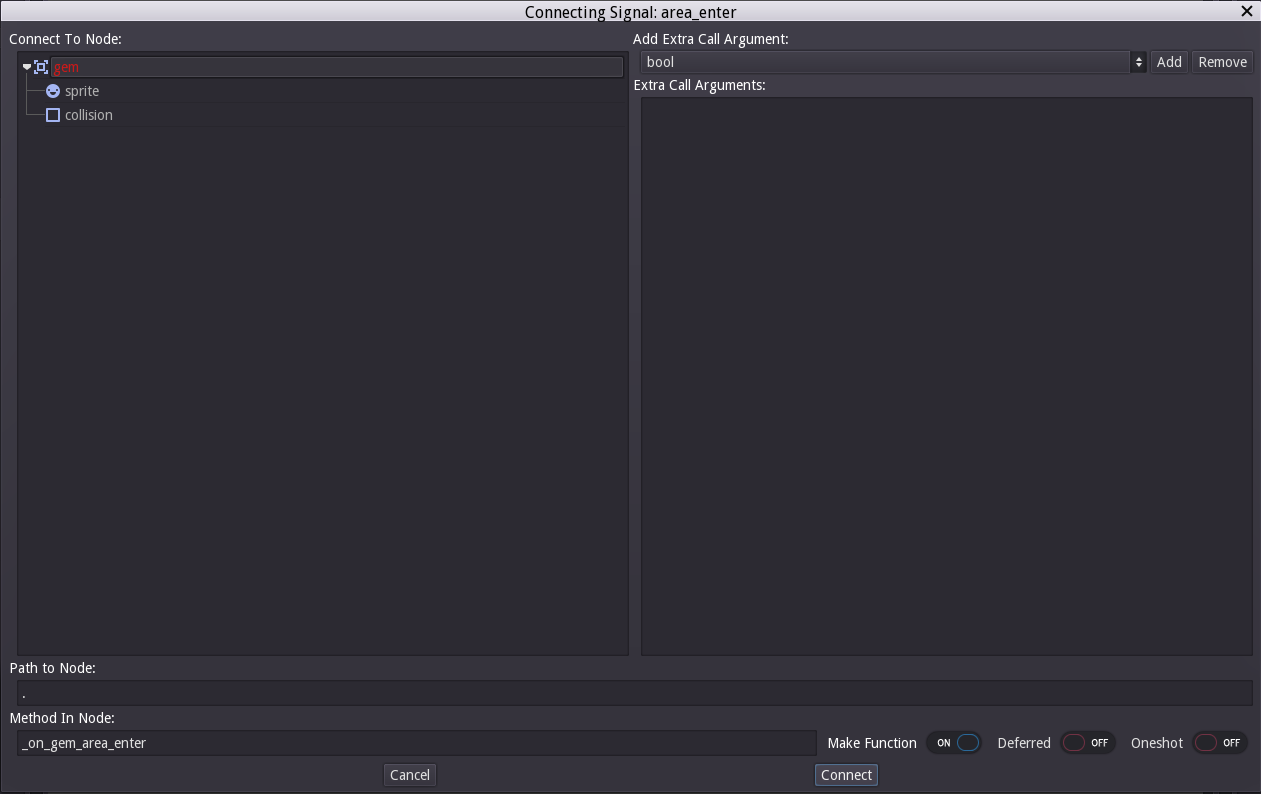 Connecting Signal: area_enter
Connect To Node:
gem
sprite
collision
Add Extra Call Argument:
bool Add Remove
Extra Call Arguments:
Path to Node:
.
Method In Node:
_on_gem_area_enter Make Function ON Deferred OFF Oneshot OFF
Cancel Connect